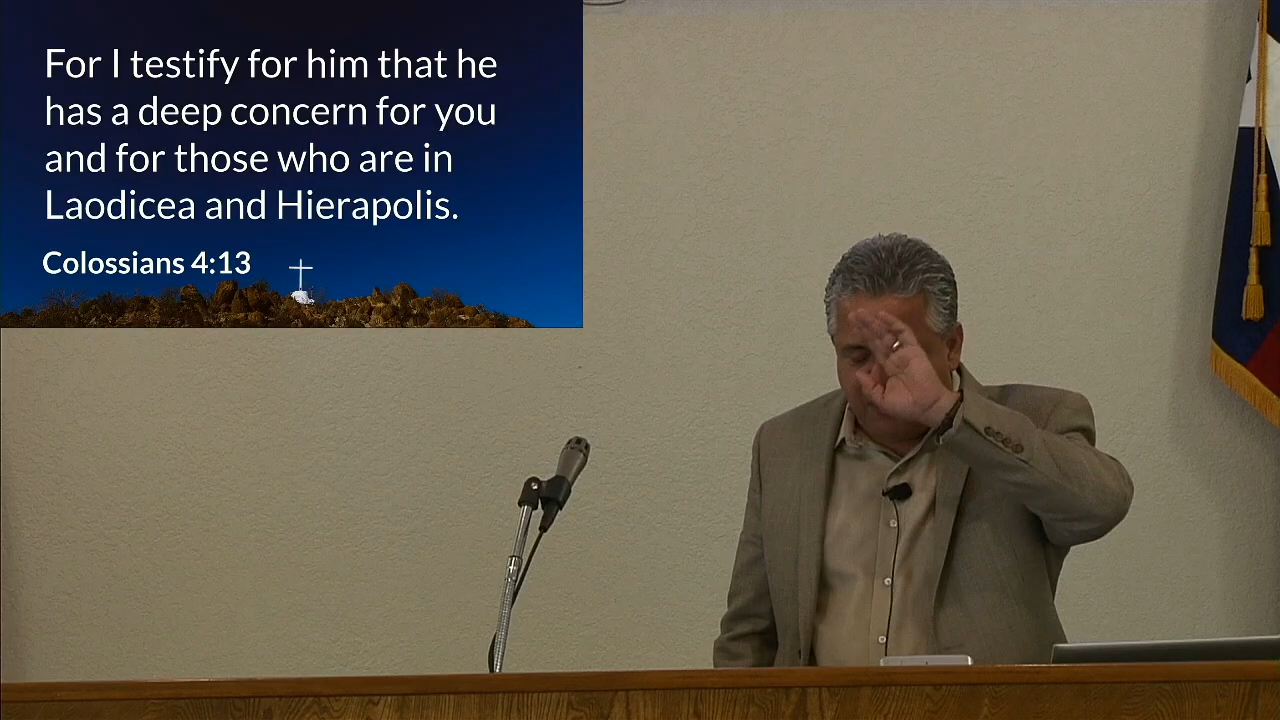 For I testify for him that he
has a deep concern for you
and for those who are in
Laodicea and Hierapolis.
Colossians 4:13